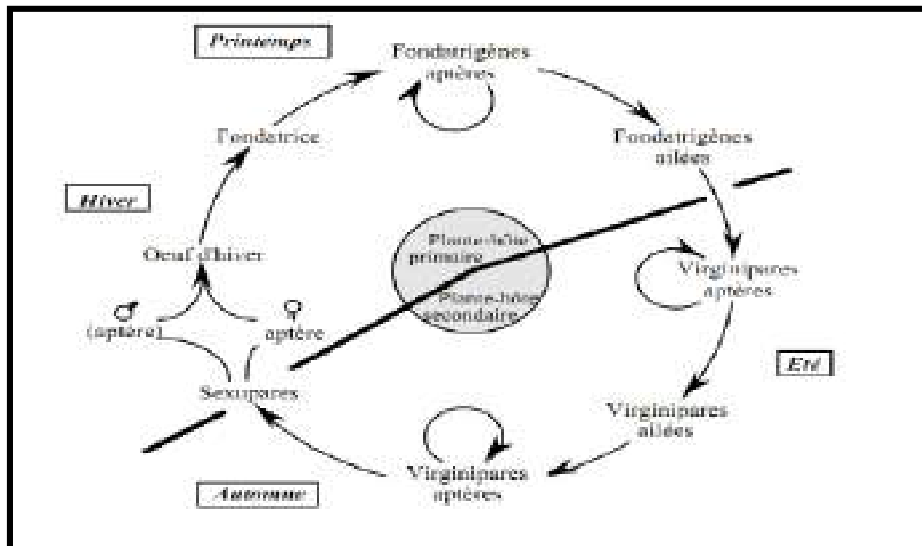 Printemps
Fondatrigènes
aptères
Fondatrice
Fondatrigènes
ailées
Hiver
Oeuf d'hiver
Plante-hôte
primaire
Plante-hôte
secondaire
Virginipares
aptères
♂
(aptère)
♀
aptère
Eté
Sexupares
Virginipares
ailées
Virginipares
aptères
Automne